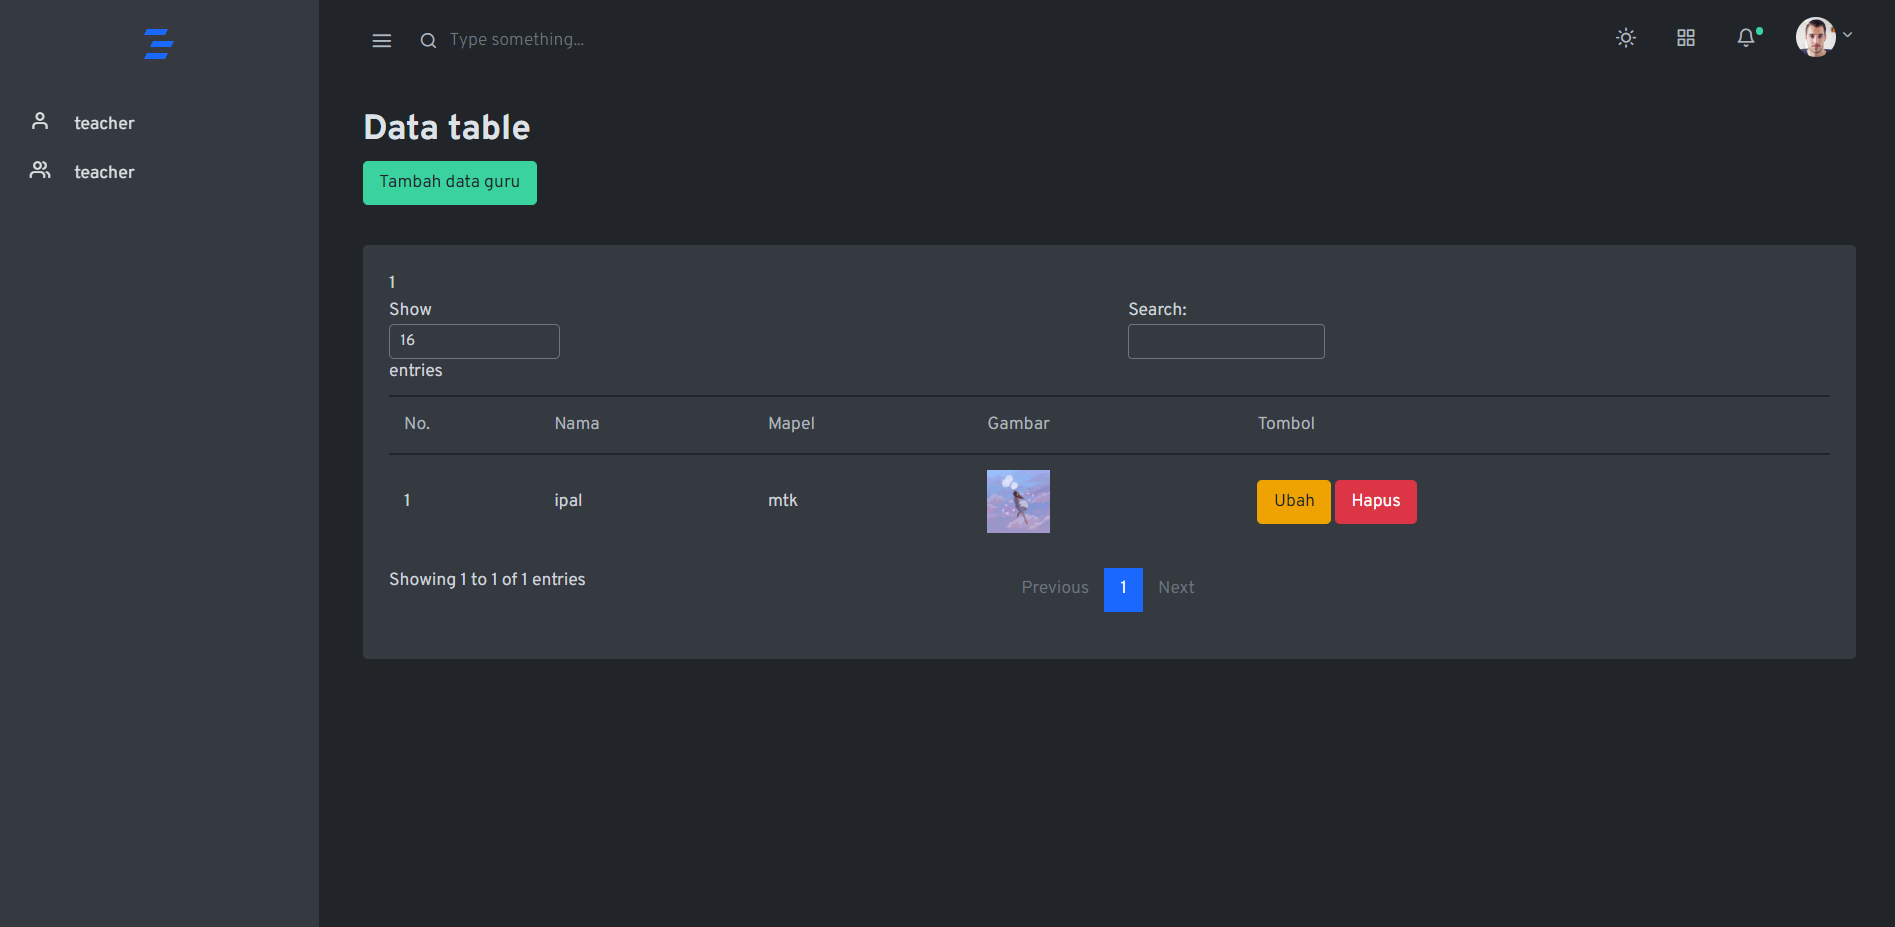 Type something...
teacher
teacher
Data table
Tambah data guru
1
Show
16
entries
Search:
No. Nama Mapel Gambar Tombol
1 ipal mtk Ubah Hapus
Showing 1 to 1 of 1 entries
Previous 1 Next